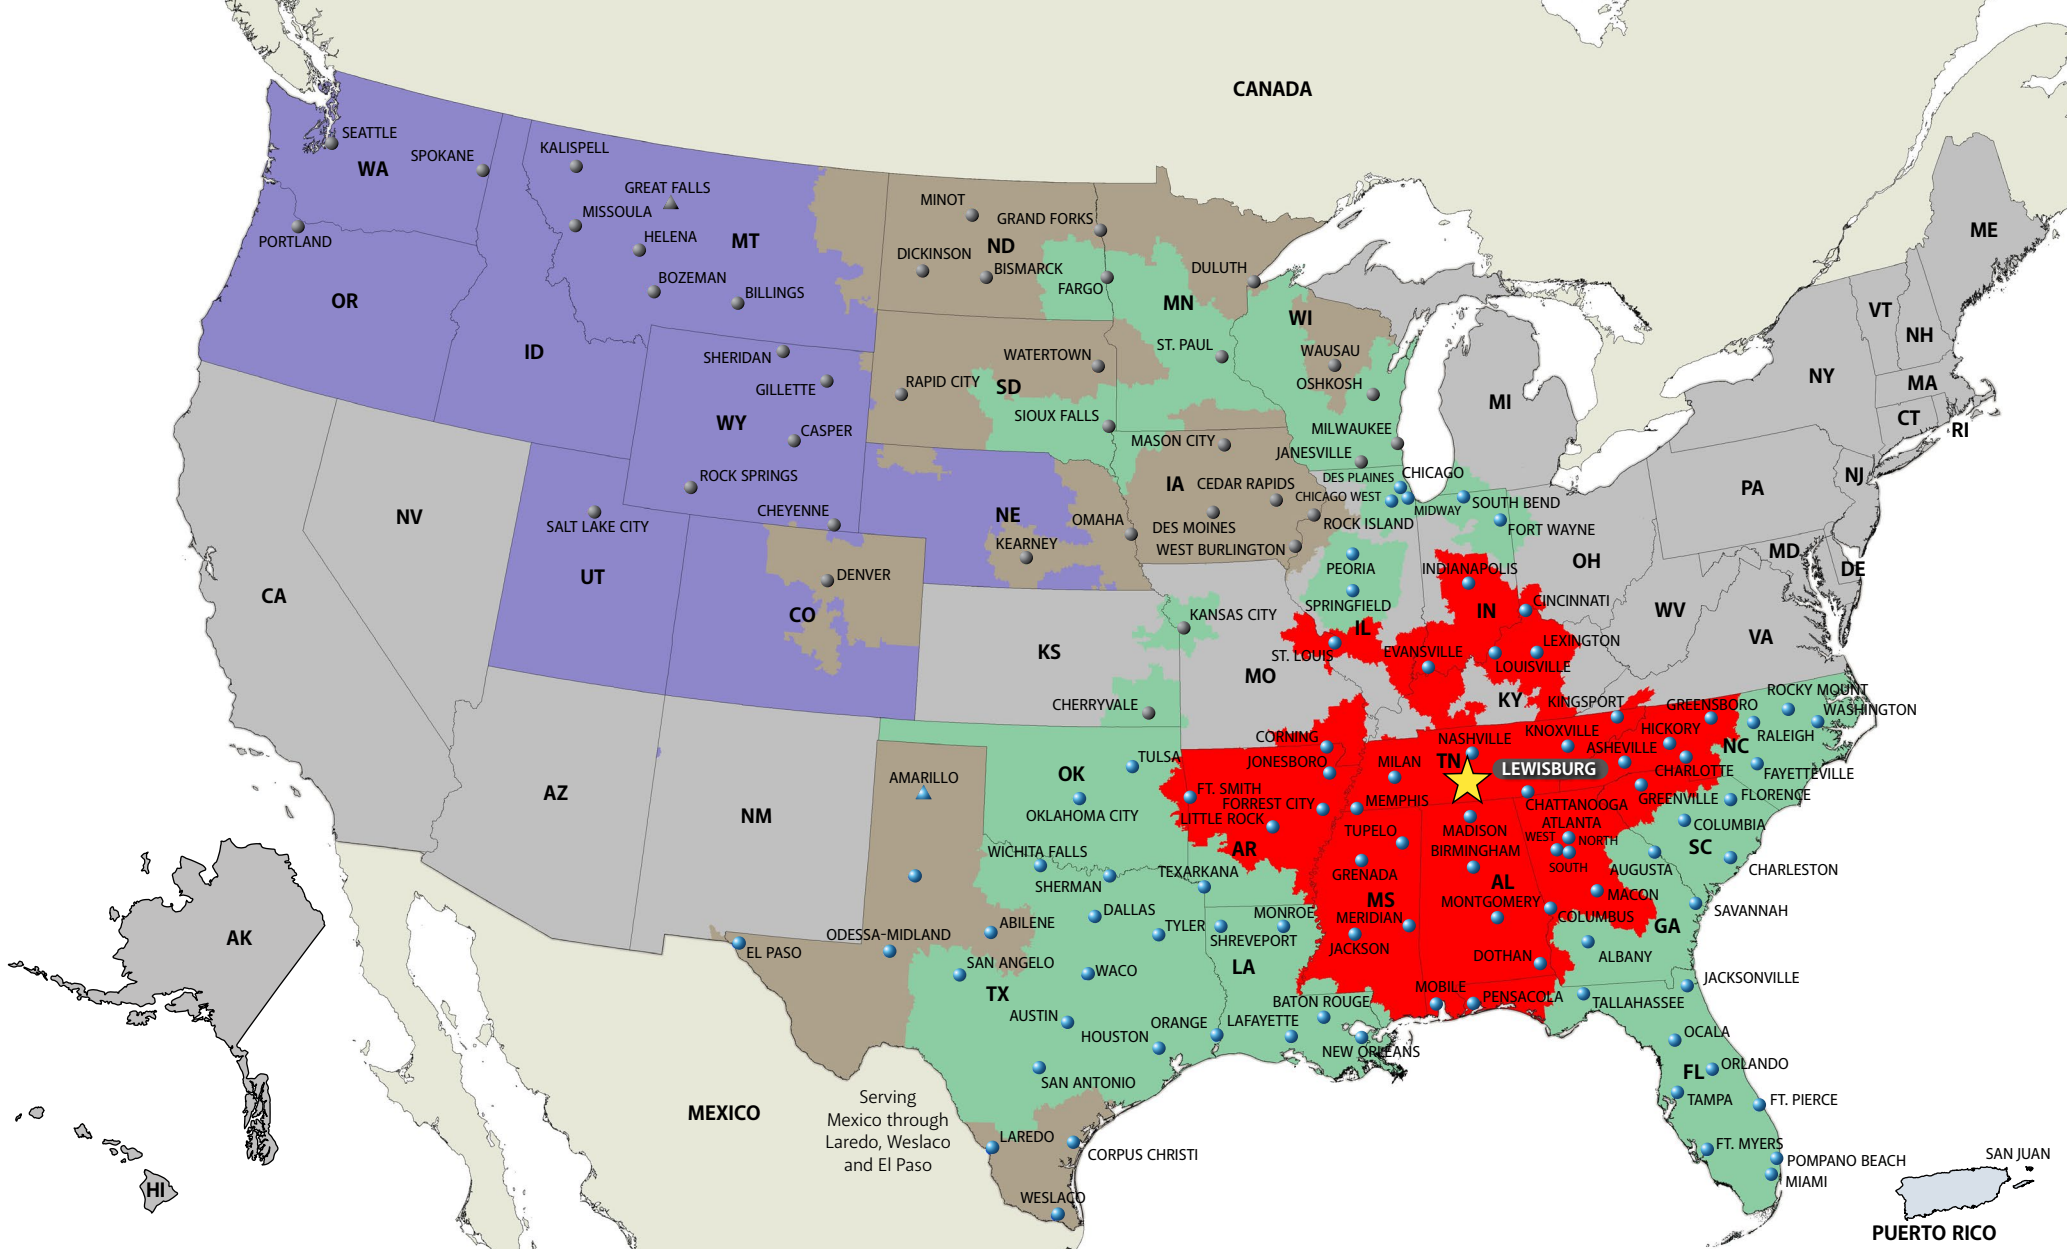 CANADA
SEATTLE
SPOKANE
WA
KALISPELL
GREAT FALLS
MISSOULA
HELENA
MT
BOZEMAN
BILLINGS
PORTLAND
OR
ID
MINOT
GRAND FORKS
ND
DICKINSON
BISMARCK
FARGO
DULUTH
MN
WI
ME
VT
NH
NY
MA
CT
RI
MI
SHERIDAN
GILLETTE
WY
CASPER
ROCK SPRINGS
CHEYENNE
WATERTOWN
RAPID CITY
SD
SIOUX FALLS
ST. PAUL
WAUSAU
OSHKOSH
MILWAUKEE
JANESVILLE
MASON CITY
IA
CEDAR RAPIDS
DES MOINES
WEST BURLINGTON
DES PLAINES
CHICAGO
CHICAGO WEST
MIDWAY
ROCK ISLAND
SOUTH BEND
FORT WAYNE
PA
NJ
MD
DE
OH
WV
VA
NV
CA
SALT LAKE CITY
UT
NE
OMAHA
KEARNEY
DENVER
CO
KS
KANSAS CITY
CHERRYVALE
MO
PEORIA
SPRINGFIELD
IL
ST. LOUIS
INDIANAPOLIS
IN
CINCINNATI
LEXINGTON
EVANSVILLE
LOUISVILLE
KY
KINGSPORT
GREENSBORO
ROCKY MOUNT
WASHINGTON
RALEIGH
HICKORY
NC
KNOXVILLE
ASHEVILLE
CHARLOTTE
FAYETTEVILLE
NASHVILLE
TN
LEWISBURG
CORNING
JONESBORO
MILAN
MEMPHIS
CHATTANOOGA
GREENVILLE
FLORENCE
COLUMBIA
SC
CHARLESTON
AZ
NM
AMARILLO
OK
TULSA
OKLAHOMA CITY
FT. SMITH
FORREST CITY
LITTLE ROCK
AR
TUPELO
MADISON
BIRMINGHAM
ATLANTA
WEST
NORTH
SOUTH
AUGUSTA
MACON
SAVANNAH
GRENADA
MS
AL
MONTGOMERY
COLUMBUS
GA
MERIDIAN
JACKSON
DOTHAN
ALBANY
WICHITA FALLS
SHERMAN
TEXARKANA
DALLAS
TYLER
MONROE
SHREVEPORT
LA
ABILENE
ODESSA-MIDLAND
EL PASO
SAN ANGELO
WACO
TX
AUSTIN
HOUSTON
ORANGE
LAFAYETTE
BATON ROUGE
NEW ORLEANS
MOBILE
PENSACOLA
TALLAHASSEE
JACKSONVILLE
OCALA
ORLANDO
FL
TAMPA
FT. PIERCE
FT. MYERS
POMPANO BEACH
MIAMI
SAN ANTONIO
LAREDO
CORPUS CHRISTI
WESLACO
MEXICO
Serving
Mexico through
Laredo, Weslaco
and El Paso
AK
HI
SAN JUAN
PUERTO RICO